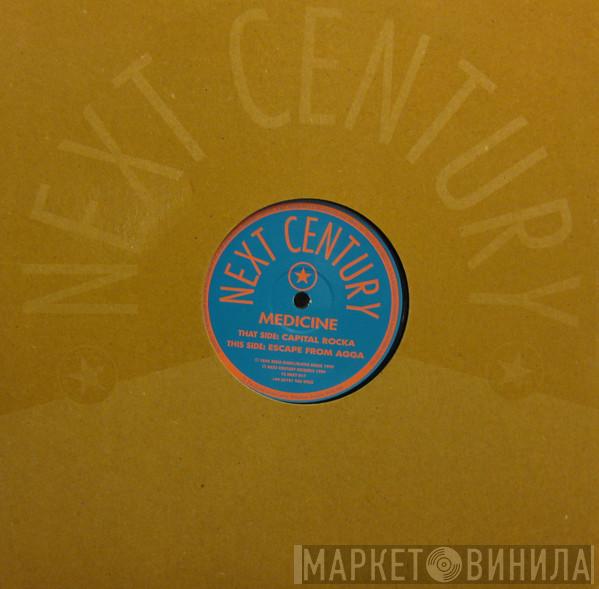 NEXT CENTURY
NEXT CENTURY
MEDICINE
THAT SIDE: CAPITAL ROCKA
THIS SIDE: ESCAPE FROM AGGA
МАРКЕТ ВИНИЛА